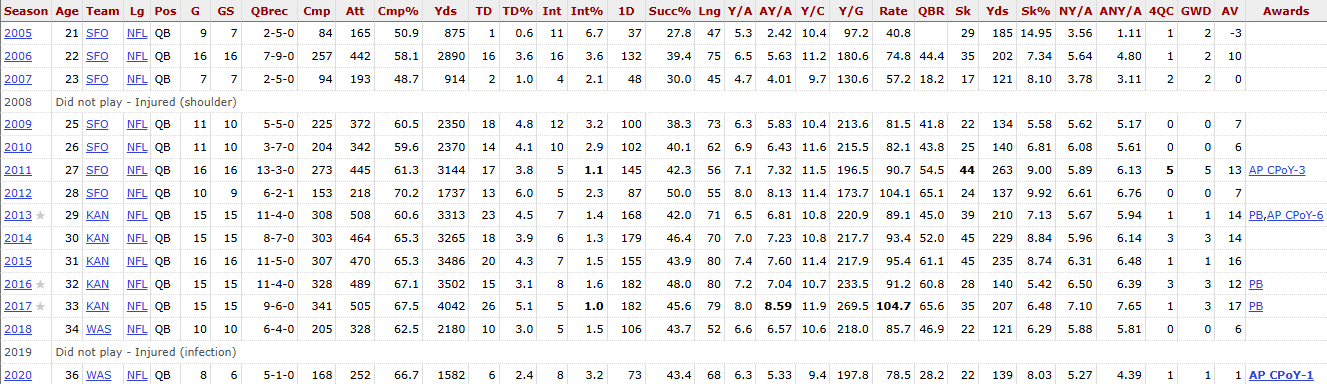 Season Age Team Lg Pos G GS QBrec Cmp Att Cmp% Yds TD TD% Int Int% 1D Succ% Lng Y/A AY/A Y/C Y/G Rate QBR Sk Yds Sk% NY/A ANY/A 4QC GWD AV Awards
2005 21 SFO NFL QB 9 7 2-5-0 84 165 50.9 875 1 0.6 11 6.7 37 27.8 47 5.3 2.42 10.4 97.2 40.8 29 185 14.95 3.56 1.11 1 2 -3
2006 22 SFO NFL QB 16 16 7-9-0 257 442 58.1 2890 16 3.6 16 3.6 132 39.4 75 6.5 5.63 11.2 180.6 74.8 44.4 35 202 7.34 5.64 4.80 1 2 10
2007 23 SFO NFL QB 7 7 2-5-0 94 193 48.7 914 2 1.0 4 2.1 48 30.0 45 4.7 4.01 9.7 130.6 57.2 18.2 17 121 8.10 3.78 3.11 2 2 0
2008 Did not play - Injured (shoulder)
2009 25 SFO NFL QB 11 10 5-5-0 225 372 60.5 2350 18 4.8 12 3.2 100 38.3 73 6.3 5.83 10.4 213.6 81.5 41.8 22 134 5.58 5.62 5.17 0 0 7
2010 26 SFO NFL QB 11 10 3-7-0 204 342 59.6 2370 14 4.1 10 2.9 102 40.1 62 6.9 6.43 11.6 215.5 82.1 43.8 25 140 6.81 6.08 5.61 0 0 7
2011 27 SFO NFL QB 16 16 13-3-0 273 445 61.3 3144 17 3.8 5 1.1 145 42.3 56 7.1 7.32 11.5 196.5 90.7 54.5 44 263 9.00 5.89 6.13 5 5 13 AP CPoY-3
2012 28 SFO NFL QB 10 9 6-2-1 153 218 70.2 1737 13 6.0 5 2.3 87 50.0 55 8.0 8.13 11.4 173.7 104.1 65.1 24 137 9.92 6.61 6.76 0 0 7
2013 ★ 29 KAN NFL QB 15 15 11-4-0 308 508 60.6 3313 23 4.5 7 1.4 168 42.0 71 6.5 6.81 10.8 220.9 89.1 45.0 39 210 7.13 5.67 5.94 1 1 14 PB,AP CPoY-6
2014 30 KAN NFL QB 15 15 8-7-0 303 464 65.3 3265 18 3.9 6 1.3 179 46.4 70 7.0 7.23 10.8 217.7 93.4 52.0 45 229 8.84 5.96 6.14 3 3 14
2015 31 KAN NFL QB 16 16 11-5-0 307 470 65.3 3486 20 4.3 7 1.5 155 43.9 80 7.4 7.60 11.4 217.9 95.4 61.1 45 235 8.74 6.31 6.48 1 1 16
2016 ★ 32 KAN NFL QB 15 15 11-4-0 328 489 67.1 3502 15 3.1 8 1.6 182 48.0 80 7.2 7.04 10.7 233.5 91.2 60.8 28 140 5.42 6.50 6.39 3 3 12 PB
2017 ★ 33 KAN NFL QB 15 15 9-6-0 341 505 67.5 4042 26 5.1 5 1.0 182 45.6 79 8.0 8.59 11.9 269.5 104.7 65.6 35 207 6.48 7.10 7.65 1 3 17 PB
2018 34 WAS NFL QB 10 10 6-4-0 205 328 62.5 2180 10 3.0 5 1.5 106 43.7 52 6.6 6.57 10.6 218.0 85.7 46.9 22 121 6.29 5.88 5.81 0 0 6
2019 Did not play - Injured (infection)
2020 36 WAS NFL QB 8 6 5-1-0 168 252 66.7 1582 6 2.4 8 3.2 73 43.4 68 6.3 5.33 9.4 197.8 78.5 28.2 22 139 8.03 5.27 4.39 1 1 1 AP CPoY-1